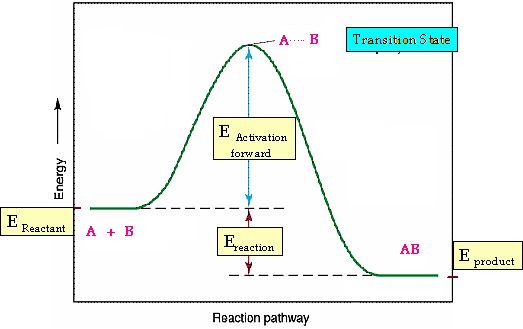 A····· B
Transition State
E Activation
forward
Energy
E Reactant
A + B
E reaction
AB
E product
Reaction pathway